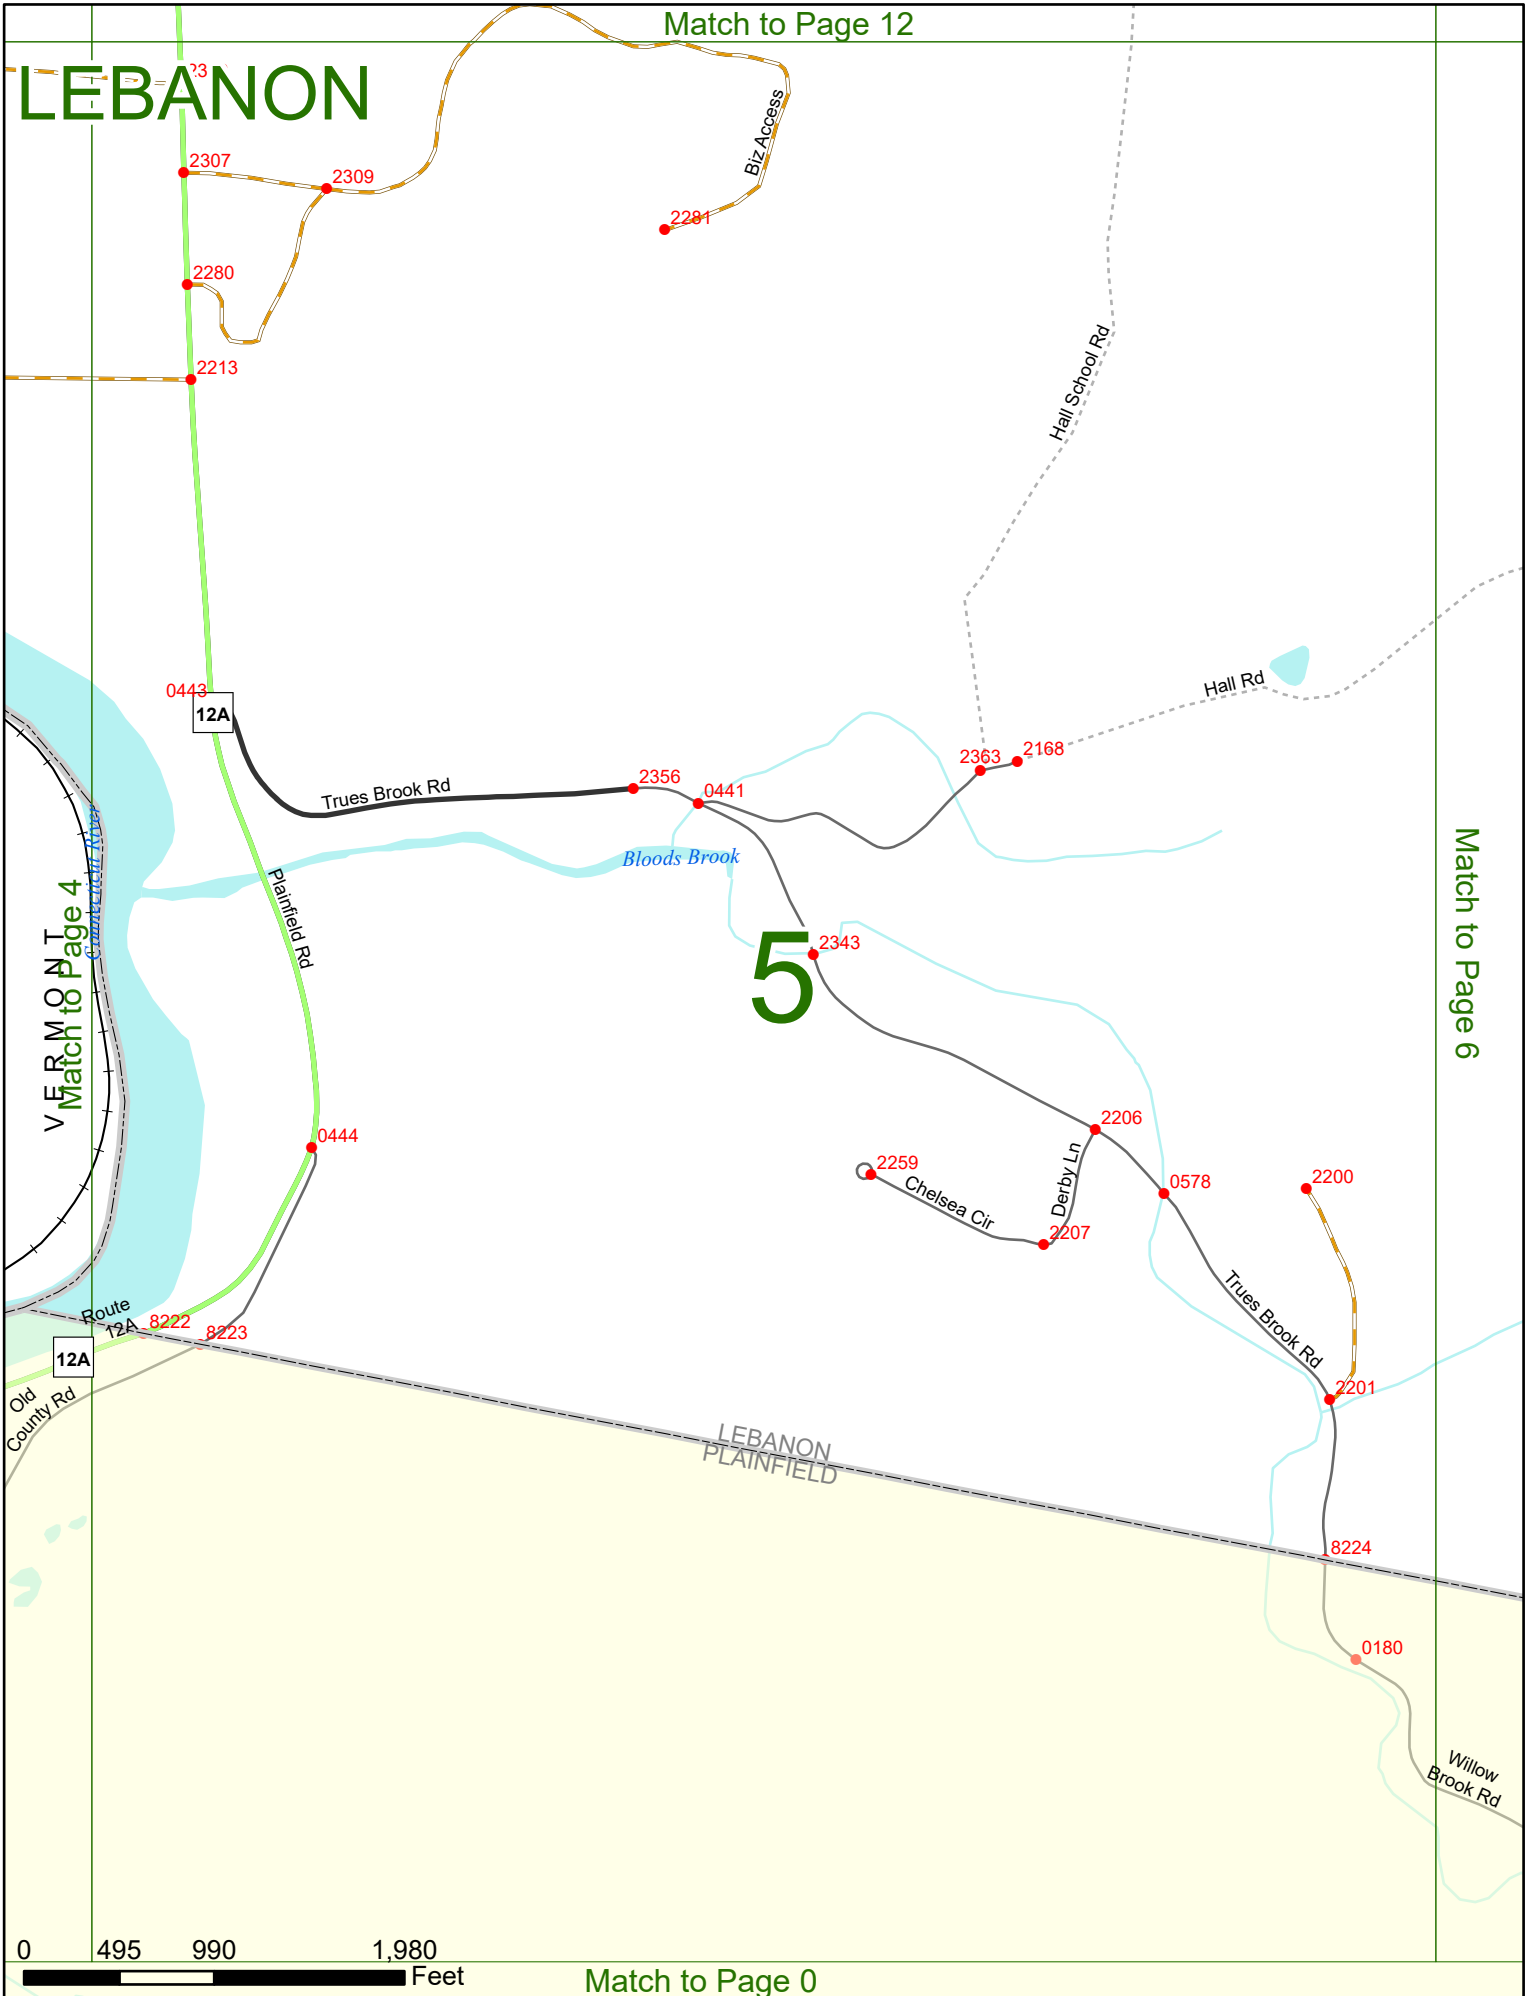 Match to Page 12
LEBANON
23
2307
2309
Biz Access
2281
2280
2213
Hall School Rd
Hall Rd
0443
12A
2363
2168
2356
0441
Trues Brook Rd
Bloods Brook
Connecticut River
Plainfield Rd
VERMONT
Match to Page 4
Match to Page 6
5
2343
2206
0444
2259
Chelsea Cir
Derby Ln
2207
0578
2200
Trues Brook Rd
Route
12A
8222
8223
12A
Old
County Rd
2201
LEBANON
PLAINFIELD
8224
0180
Willow
Brook Rd
0 495 990 1,980
Feet
Match to Page 0